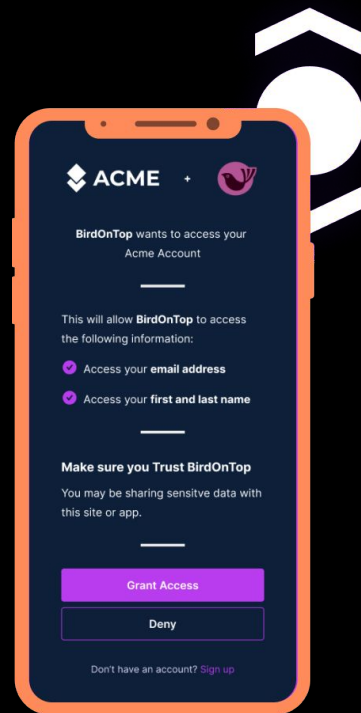 ACME +
BirdOnTop wants to access your
Acme Account
This will allow BirdOnTop to access
the following information:
Access your email address
Access your first and last name
Make sure you Trust BirdOnTop
You may be sharing sensitve data with
this site or app.
Grant Access
Deny
Don't have an account? Sign up